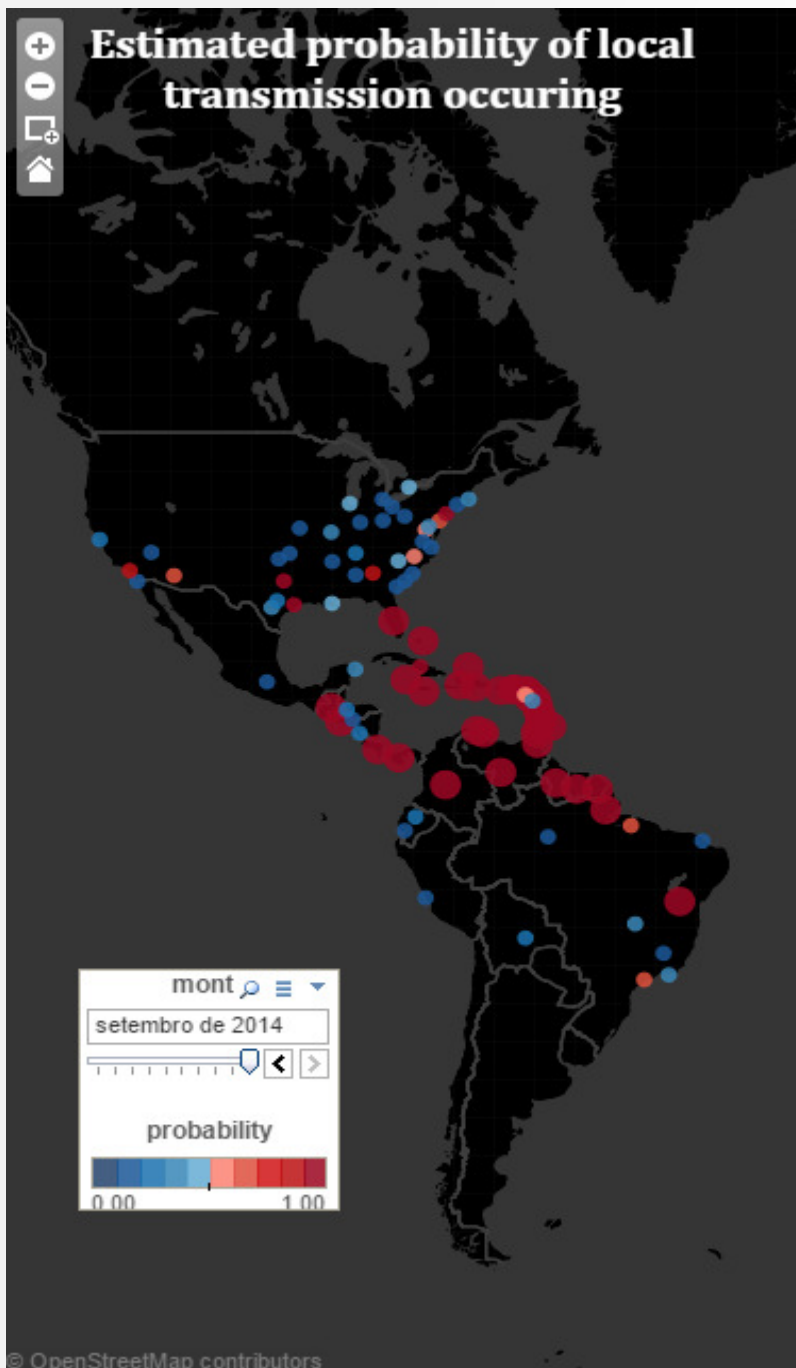 Estimated probability of local
transmission occuring
mont
setembro de 2014
probability
0.00 1.00
© OpenStreetMap contributors